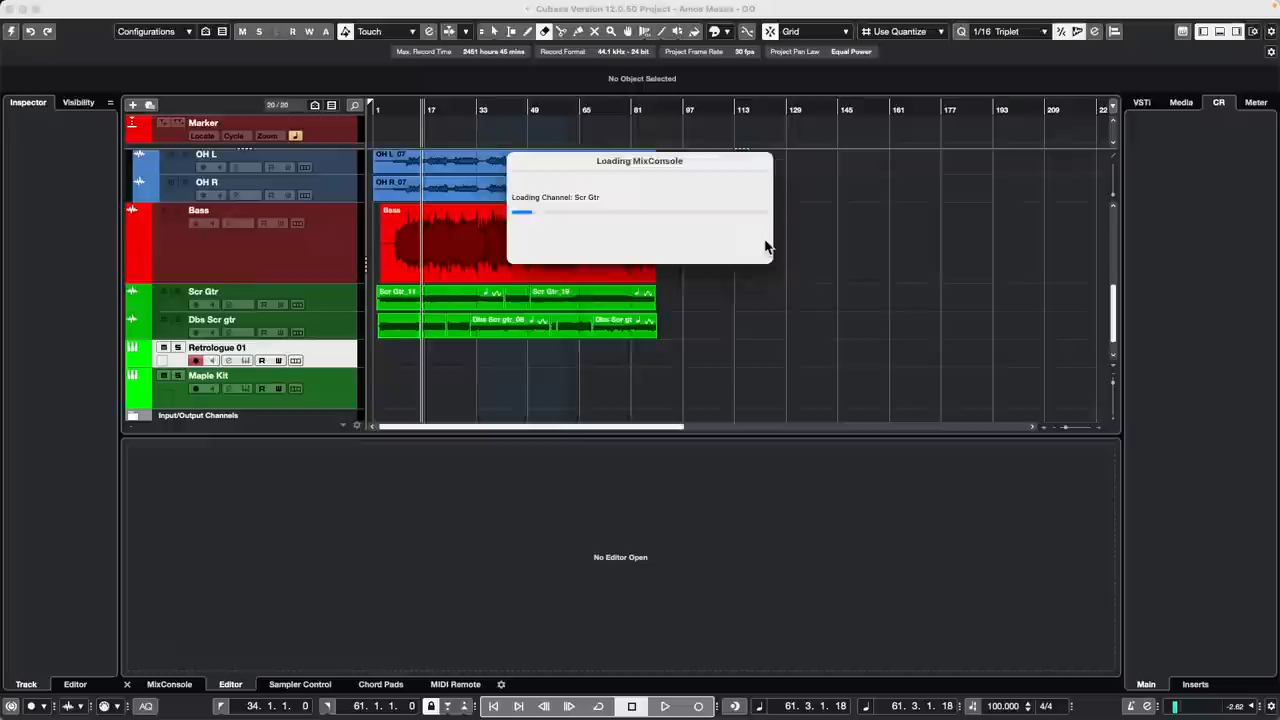 Cubase Version 12.0.50 Project - Amos Moses - GO
Configurations
M S L R W A
Touch
Grid
Use Quantize
Q 1/16 Triplet
Max. Record Time 2451 hours 45 mins Record Format 44.1 kHz - 24 bit Project Frame Rate 30 fps Project Pan Law Equal Power
No Object Selected
Inspector Visibility
20/20
1 17 33 49 65 81 97 113 129 145 161 177 193 209 22
VSTi Media CR Meter
Marker
Locate Cycle Zoom
OH L
OH L_07
OH R
OH R_07
Loading MixConsole
Loading Channel: Scr Gtr
Bass
Bass
Scr Gtr
Scr Gtr_11
Scr Gtr_19
Dbs Scr gtr
Dbs Scr gtr_08
Dbs Scr gt
Retrologue 01
M S
R W
Maple Kit
M S
R W
Input/Output Channels
No Editor Open
Track Editor
MixConsole Editor Sampler Control Chord Pads MIDI Remote
Main Inserts
AQ
34. 1. 1. 0
61. 1. 1. 0
61. 3. 1. 18
61. 3. 1. 18
100.000
4/4
-2.62